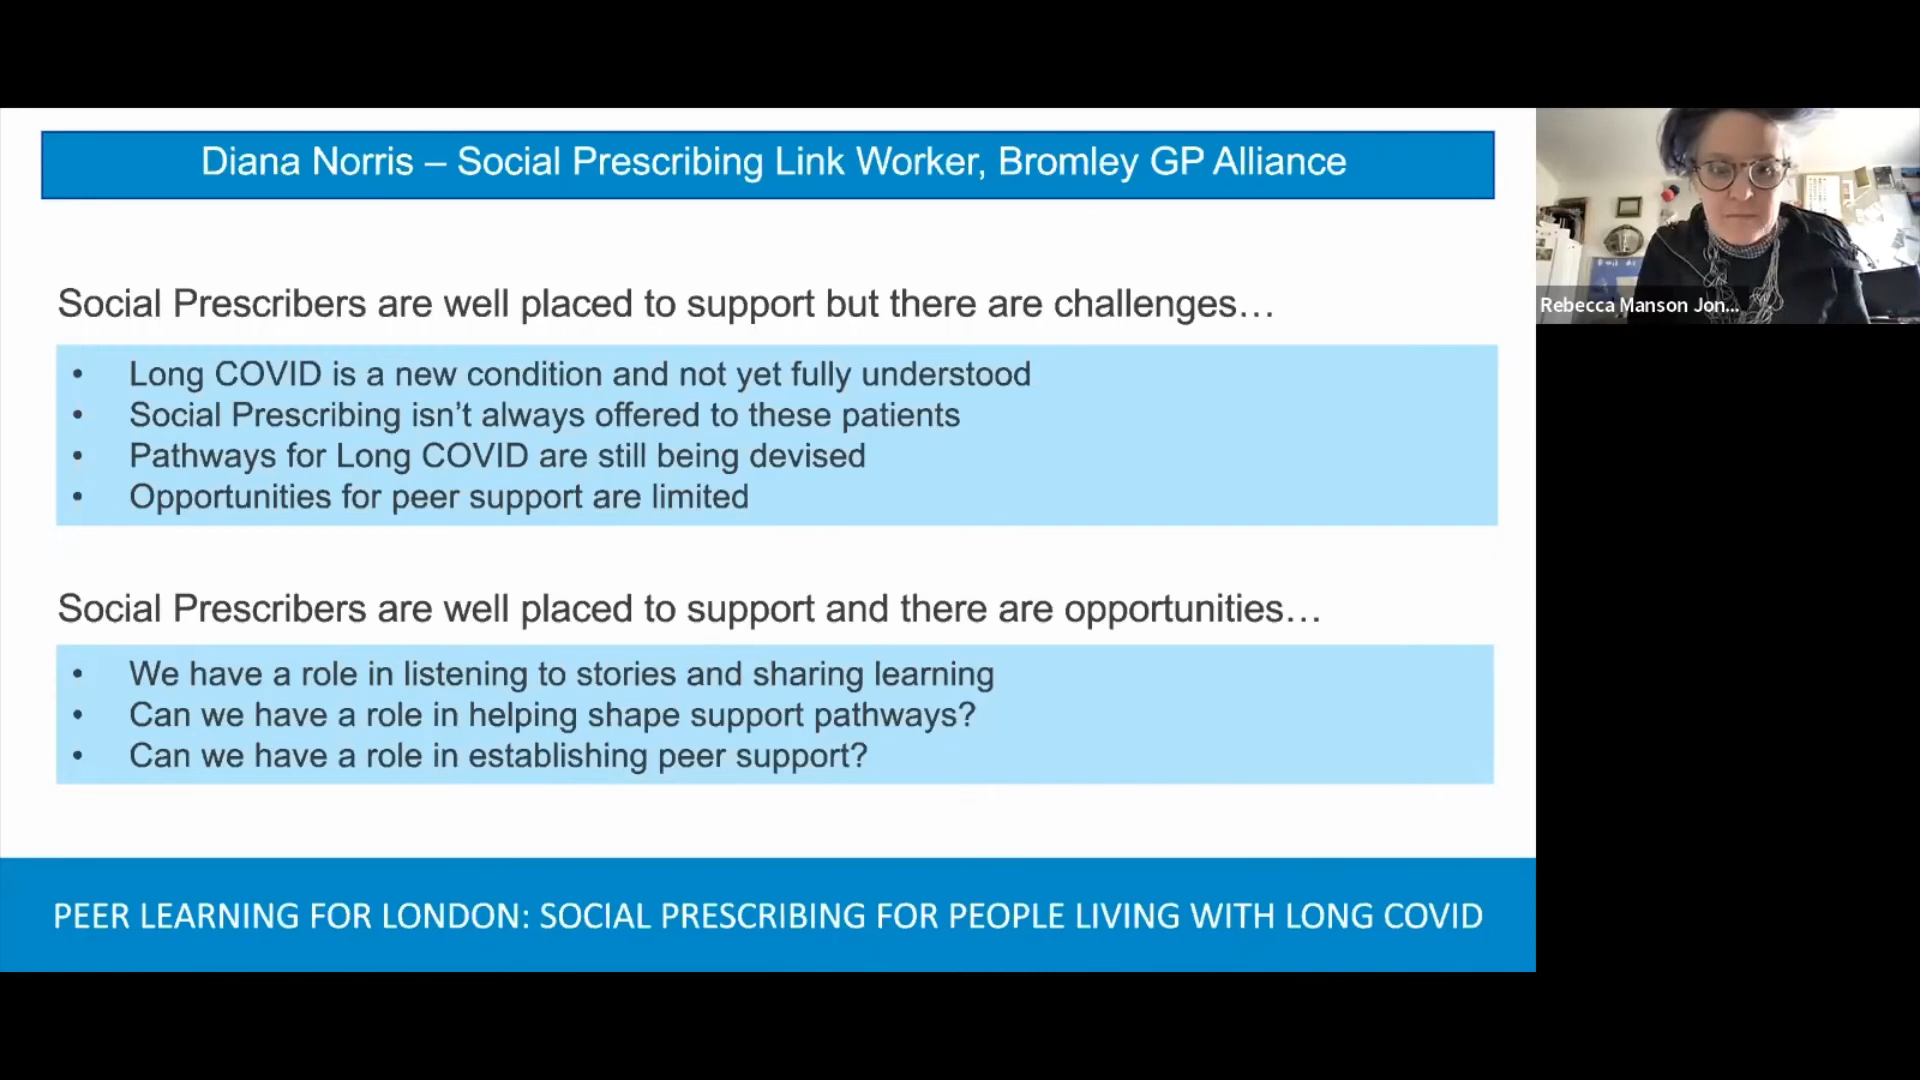 Diana Norris – Social Prescribing Link Worker, Bromley GP Alliance
Social Prescribers are well placed to support but there are challenges…
• Long COVID is a new condition and not yet fully understood
• Social Prescribing isn’t always offered to these patients
• Pathways for Long COVID are still being devised
• Opportunities for peer support are limited
Social Prescribers are well placed to support and there are opportunities…
• We have a role in listening to stories and sharing learning
• Can we have a role in helping shape support pathways?
• Can we have a role in establishing peer support?
PEER LEARNING FOR LONDON: SOCIAL PRESCRIBING FOR PEOPLE LIVING WITH LONG COVID
Rebecca Manson Jon...